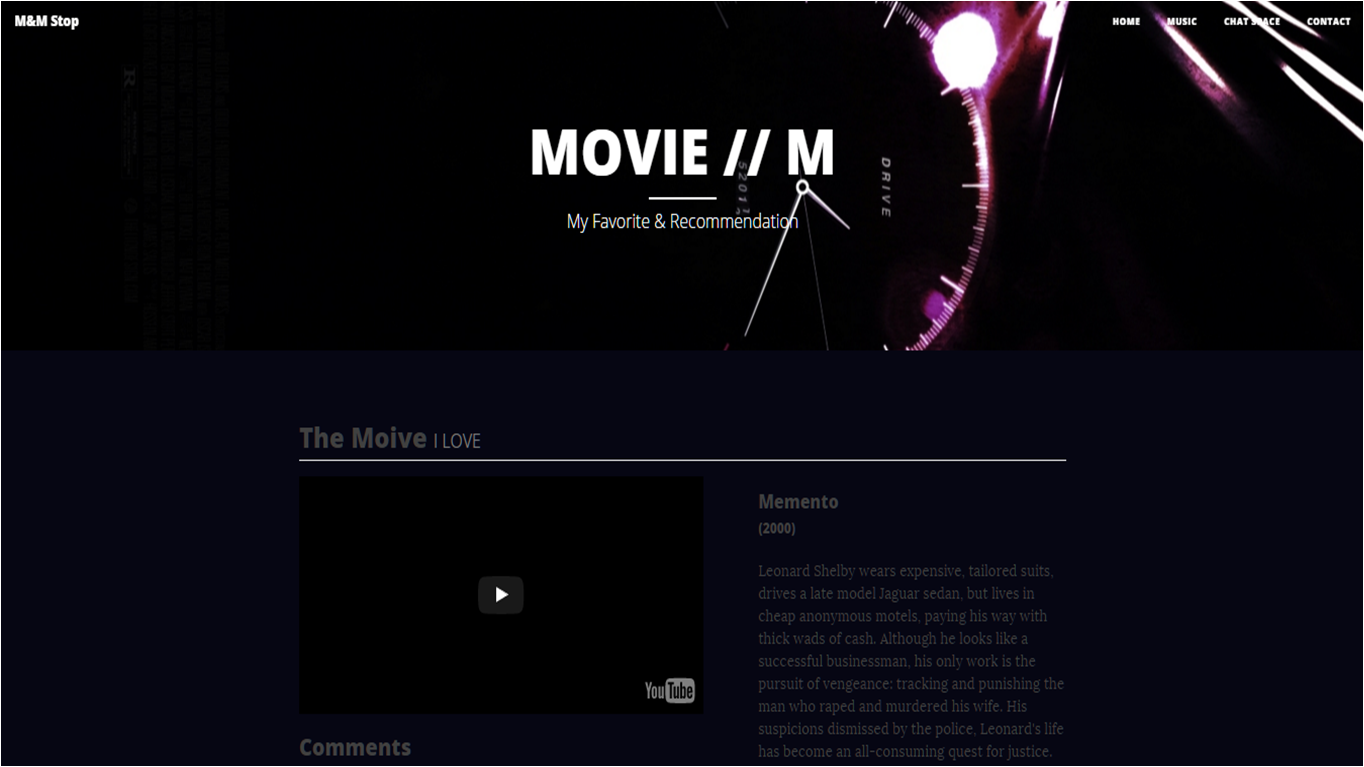 M&M Stop
HOME MUSIC CHAT SPACE CONTACT
MOVIE // M
DRIVE
My Favorite & Recommendation
The Moive I LOVE
Memento
(2000)
Leonard Shelby wears expensive, tailored suits,
drives a late model Jaguar sedan, but lives in
cheap anonymous motels, paying his way with
thick wads of cash. Although he looks like a
successful businessman, his only work is the
pursuit of vengeance: tracking and punishing the
man who raped and murdered his wife. His
suspicions dismissed by the police, Leonard's life
has become an all-consuming quest for justice.
YouTube
Comments